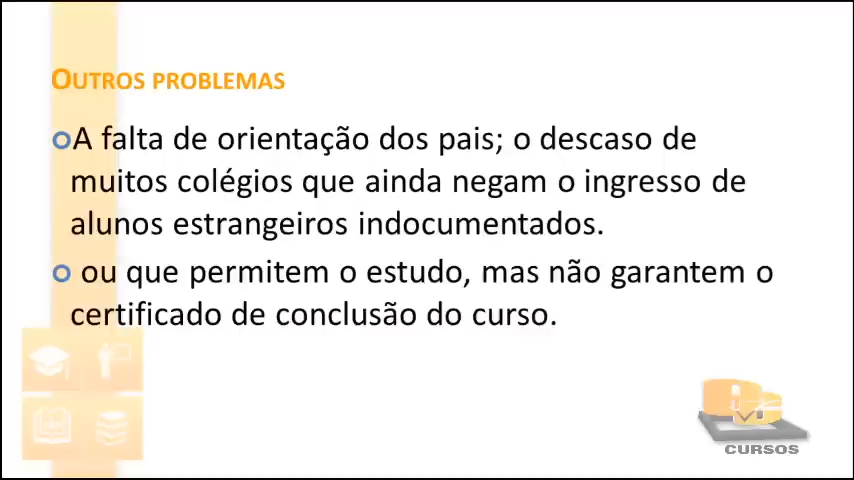 OUTROS PROBLEMAS
A falta de orientação dos pais; o descaso de
muitos colégios que ainda negam o ingresso de
alunos estrangeiros indocumentados.
ou que permitem o estudo, mas não garantem o
certificado de conclusão do curso.
CURSOS